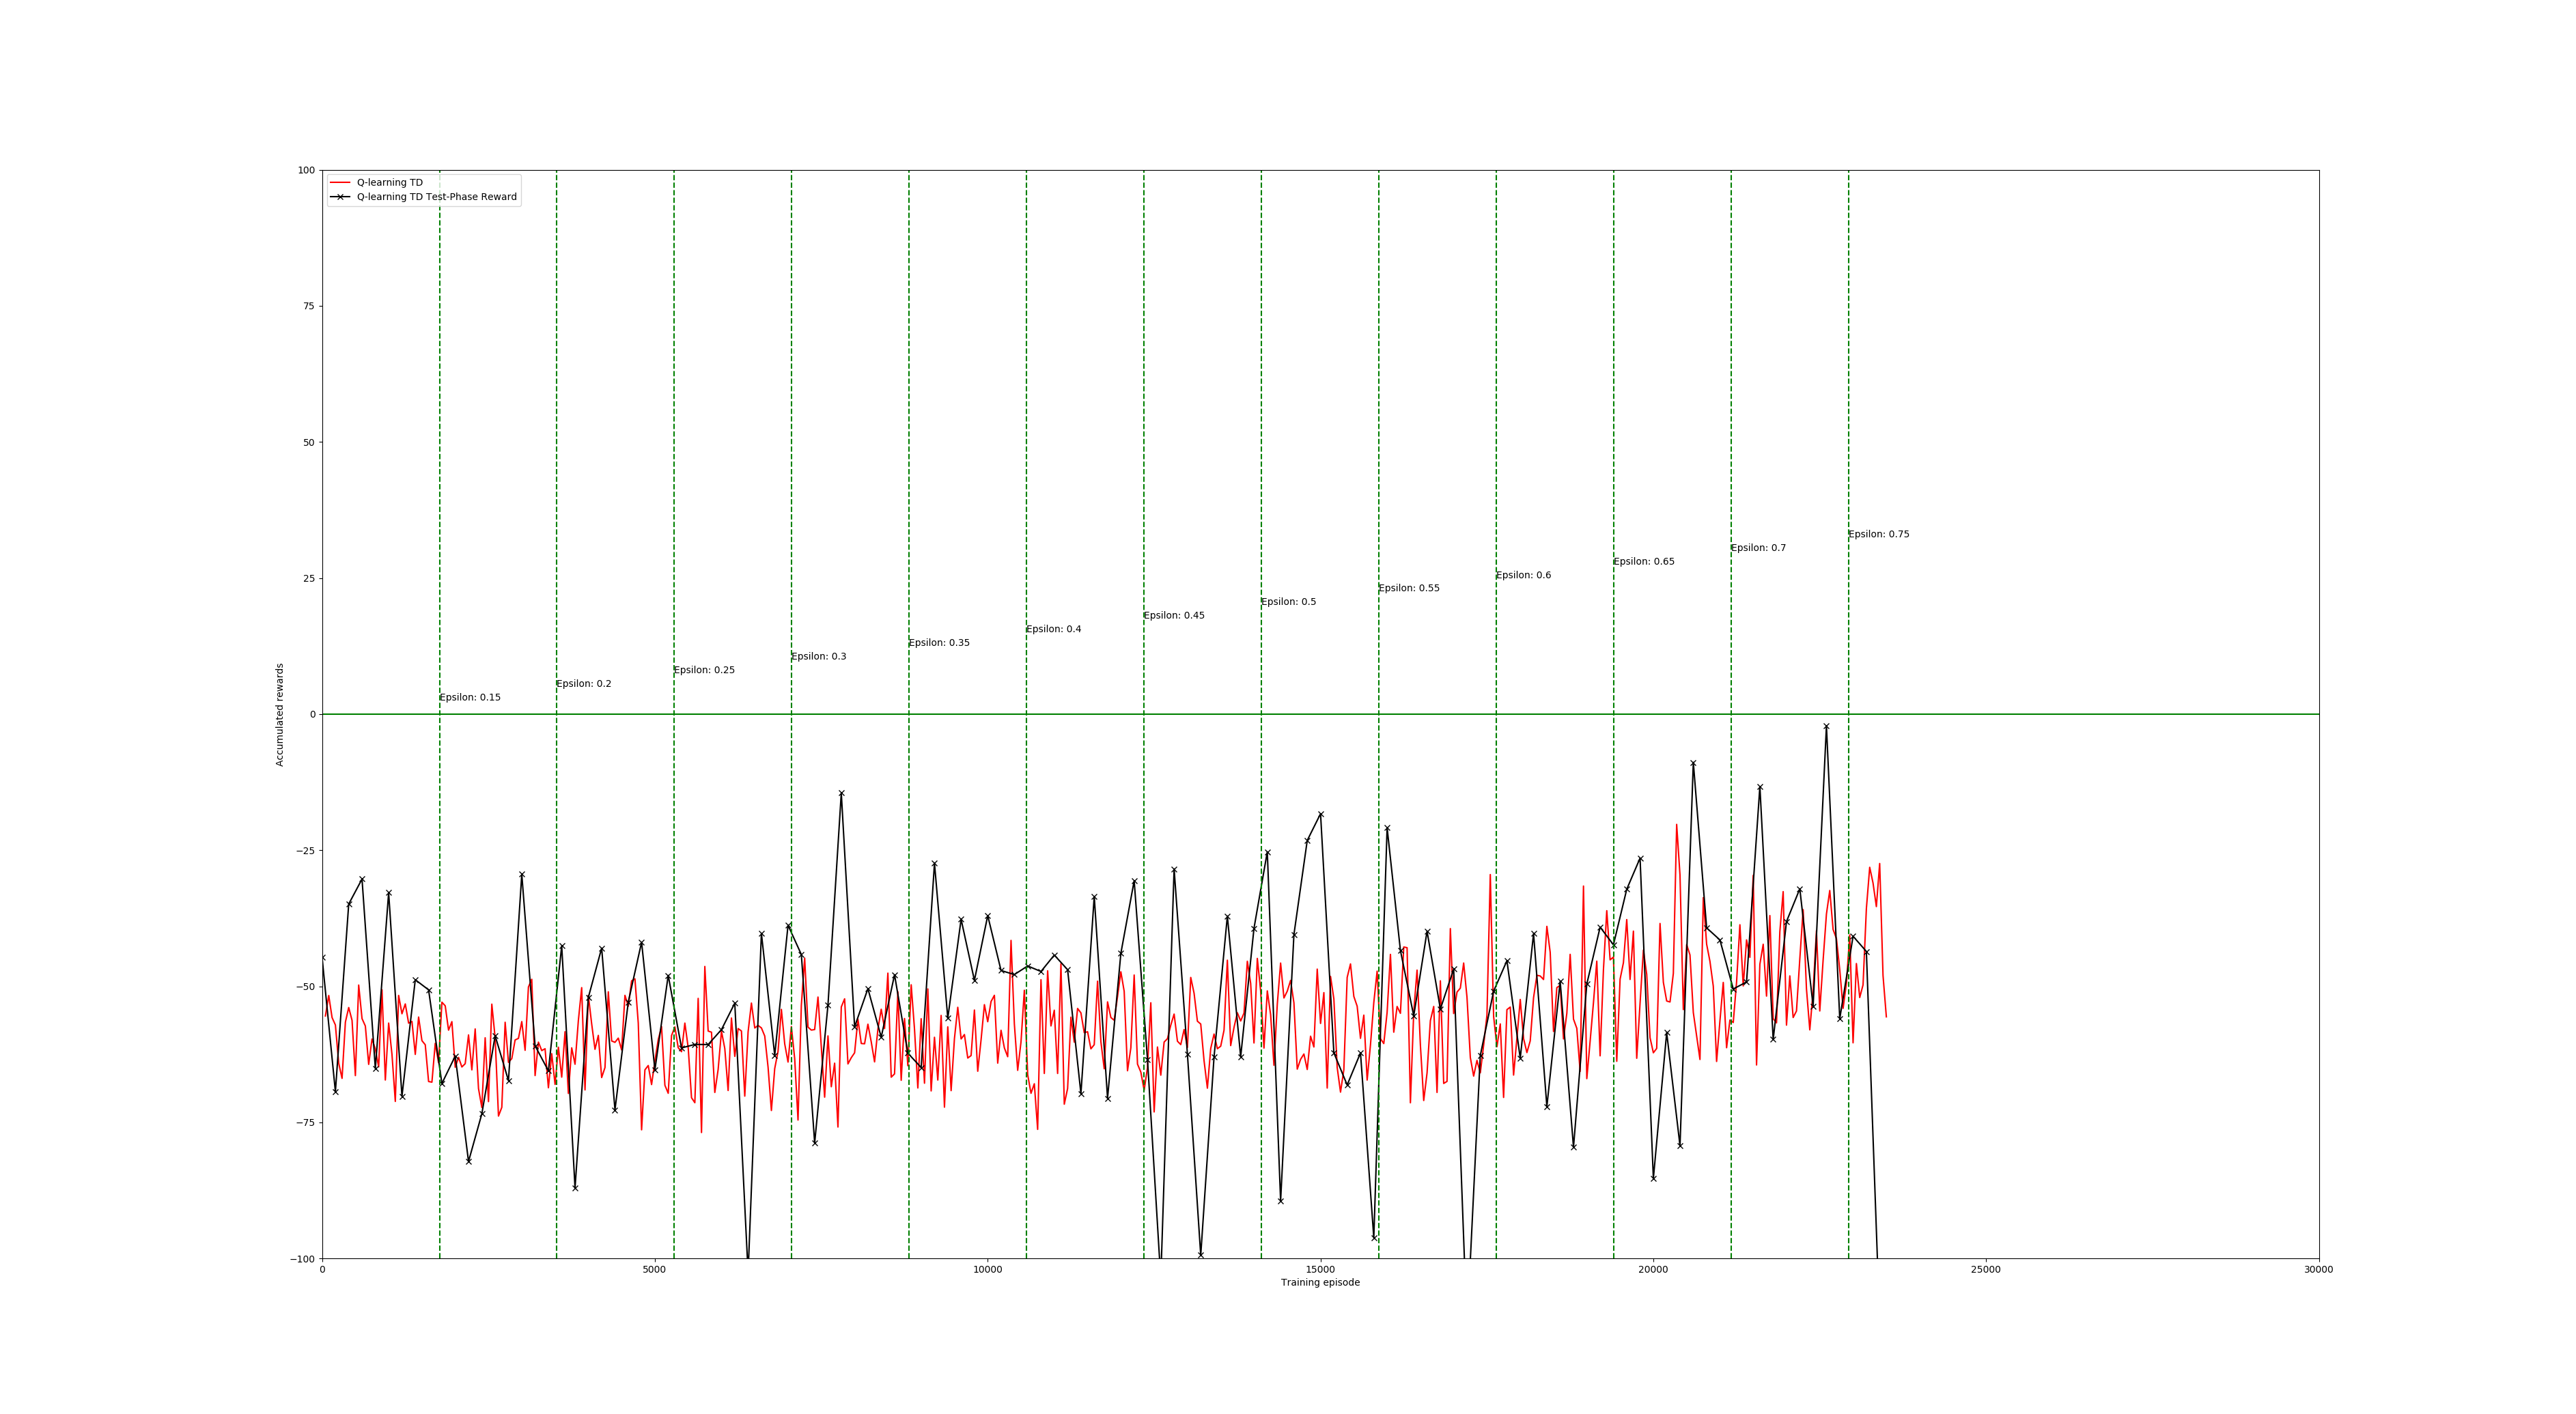 100
Q-learning TD
Q-learning TD Test-Phase Reward
75
50
Epsilon: 0.75
Epsilon: 0.7
Epsilon: 0.65
25
Epsilon: 0.6
Epsilon: 0.55
Epsilon: 0.5
Epsilon: 0.45
Epsilon: 0.4
Epsilon: 0.35
Epsilon: 0.3
Epsilon: 0.25
Epsilon: 0.2
Epsilon: 0.15
0
Accumulated rewards
−25
−50
−75
−100
0 5000 10000 15000 20000 25000 30000
Training episode